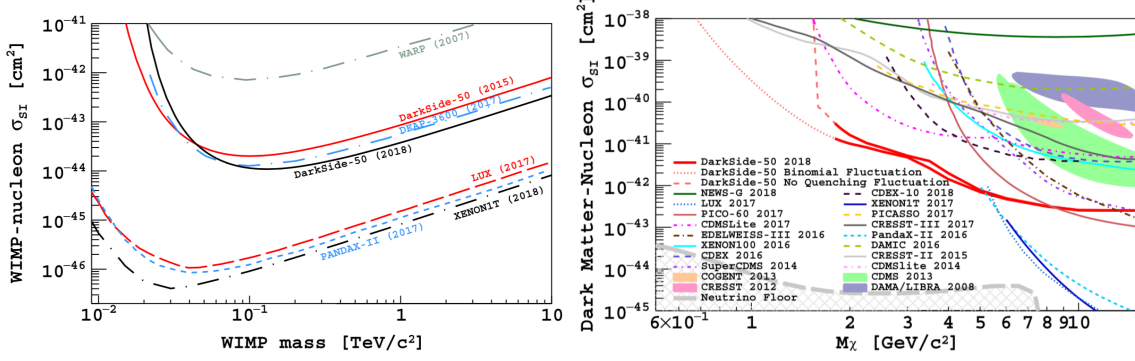 WIMP-nucleon σSI [cm²]
10⁻⁴¹
10⁻⁴²
10⁻⁴³
10⁻⁴⁴
10⁻⁴⁵
10⁻⁴⁶
WARP (2007)
DarkSide-50 (2015)
DEAP-3600 (2017)
DarkSide-50 (2018)
LUX (2017)
XENON1T (2018)
PANDAX-II (2017)
10⁻² 10⁻¹ 1 10
WIMP mass [TeV/c²]
Dark Matter-Nucleon σSI [cm²]
10⁻³⁸
10⁻³⁹
10⁻⁴⁰
10⁻⁴¹
10⁻⁴²
10⁻⁴³
10⁻⁴⁴
10⁻⁴⁵
DarkSide-50 2018
DarkSide-50 Binomial Fluctuation
DarkSide-50 No Quenching Fluctuation
NEWS-G 2018 CDEX-10 2018
LUX 2017 XENON1T 2017
PICO-60 2017 PICASSO 2017
CDMSLite 2017 CRESST-III 2017
EDELWEISS-III 2016 PandaX-II 2016
XENON100 2016 DAMIC 2016
CDEX 2016 CRESST-II 2015
SuperCDMS 2014 CDMSlite 2014
COGENT 2013 CDMS 2013
CRESST 2012 DAMA/LIBRA 2008
Neutrino Floor
6×10⁻¹ 1 2 3 4 5 6 7 8 9 10
Mχ [GeV/c²]